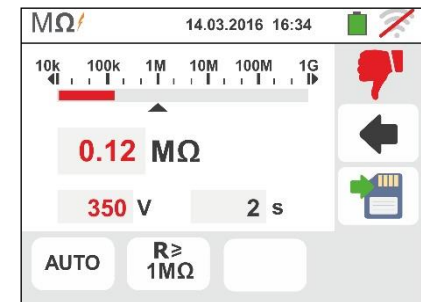 MΩ 14.03.2016 16:34
10k 100k 1M 10M 100M 1G
0.12 MΩ
350 V 2 s
AUTO R≥
1MΩ